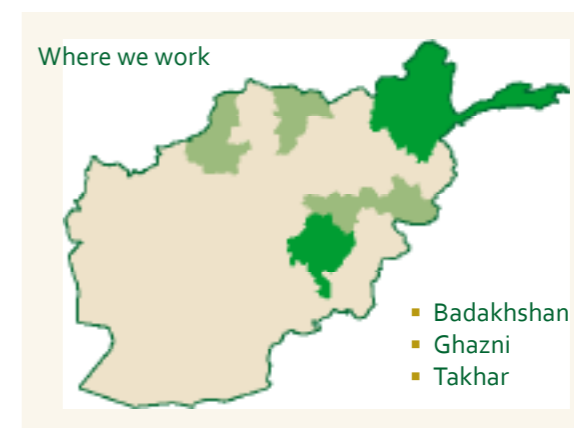 Where we work
▪ Badakhshan
▪ Ghazni
▪ Takhar